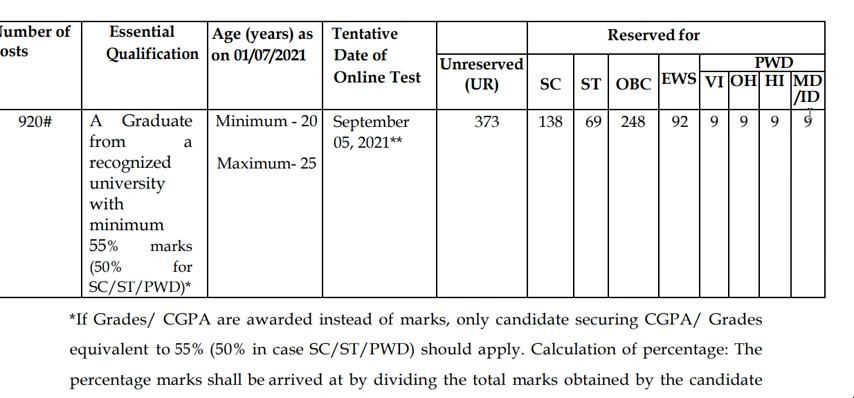 Number of
osts
Essential
Qualification
Age (years) as
on 01/07/2021
Tentative
Date of
Online Test
Unreserved
(UR)
Reserved for
SC
ST
OBC
EWS
PWD
VI
OH
HI
MD
/ID
920#
A Graduate
from a
recognized
university
with
minimum
55% marks
(50% for
SC/ST/PWD)*
Minimum - 20
Maximum- 25
September
05, 2021**
373
138
69
248
92
9
9
9
9
*If Grades/ CGPA are awarded instead of marks, only candidate securing CGPA/ Grades
equivalent to 55% (50% in case SC/ST/PWD) should apply. Calculation of percentage: The
percentage marks shall be arrived at by dividing the total marks obtained by the candidate